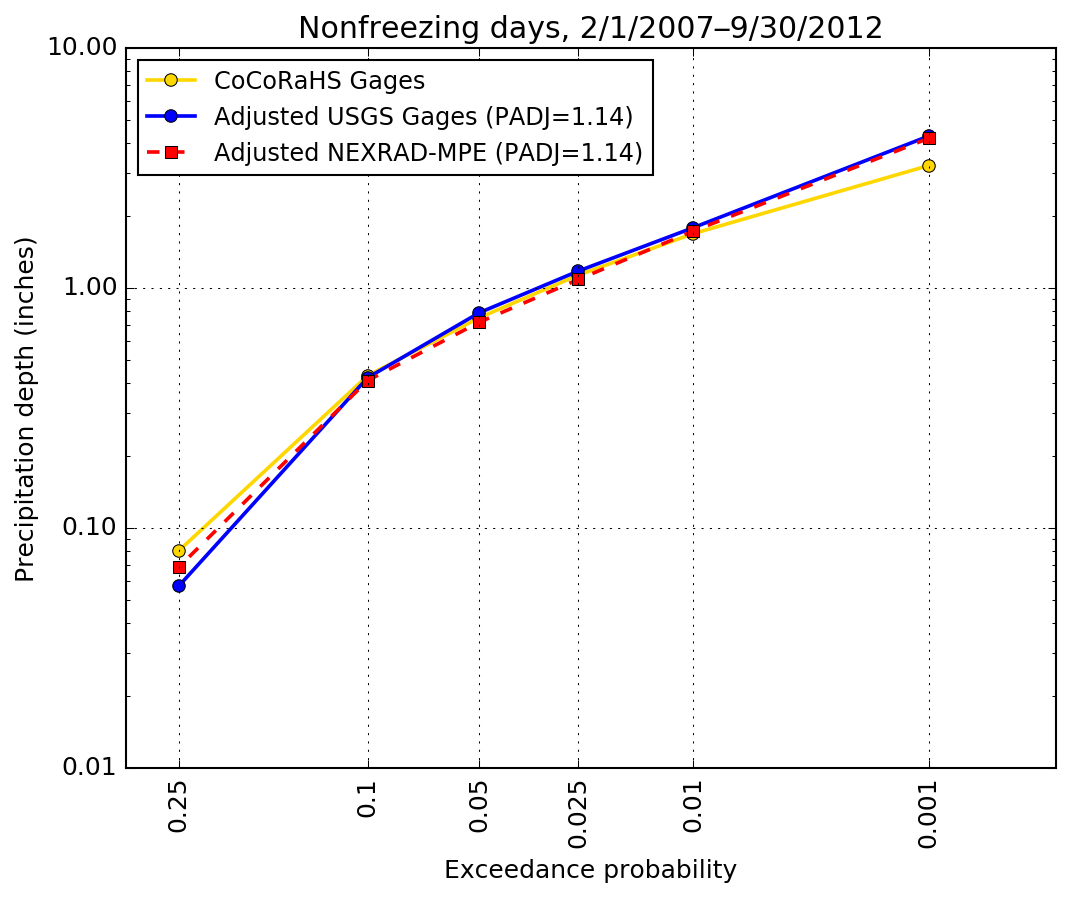 Nonfreezing days, 2/1/2007–9/30/2012
10.00
1.00
0.10
0.01
Precipitation depth (inches)
CoCoRaHS Gages
Adjusted USGS Gages (PADJ=1.14)
Adjusted NEXRAD-MPE (PADJ=1.14)
0.25
0.1
0.05
0.025
0.01
0.001
Exceedance probability